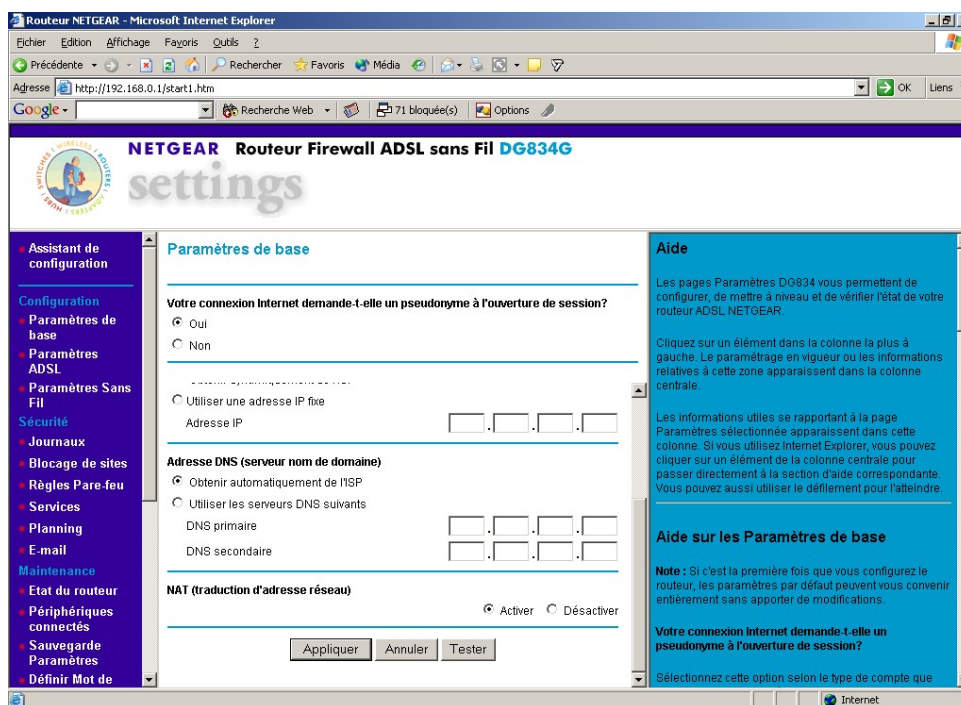 Routeur NETGEAR - Microsoft Internet Explorer
Fichier Edition Affichage Favoris Outils ?
Précédente Rechercher Favoris Média
Adresse http://192.168.0.1/start1.htm OK Liens
Google Recherche Web 71 bloquée(s) Options
SWITCHES WIRELESS ROUTERS ADAPTERS HUBS
NETGEAR Routeur Firewall ADSL sans Fil DG834G
settings
Assistant de
configuration
Configuration
Paramètres de
base
Paramètres
ADSL
Paramètres Sans
Fil
Sécurité
Journaux
Blocage de sites
Règles Pare-feu
Services
Planning
E-mail
Maintenance
Etat du routeur
Périphériques
connectés
Sauvegarde
Paramètres
Définir Mot de
Paramètres de base
Votre connexion Internet demande-t-elle un pseudonyme à l'ouverture de session?
Oui
Non
Utiliser une adresse IP fixe
Adresse IP . . .
Adresse DNS (serveur nom de domaine)
Obtenir automatiquement de l'ISP
Utiliser les serveurs DNS suivants
DNS primaire . . .
DNS secondaire . . .
NAT (traduction d'adresse réseau)
Activer Désactiver
Appliquer Annuler Tester
Aide
Les pages Paramètres DG834 vous permettent de
configurer, de mettre à niveau et de vérifier l'état de votre
routeur ADSL NETGEAR.
Cliquez sur un élément dans la colonne la plus à
gauche. Le paramétrage en vigueur ou les informations
relatives à cette zone apparaissent dans la colonne
centrale.
Les informations utiles se rapportant à la page
Paramètres sélectionnée apparaissent dans cette
colonne. Si vous utilisez Internet Explorer, vous pouvez
cliquer sur un élément de la colonne centrale pour
passer directement à la section d'aide correspondante.
Vous pouvez aussi utiliser le défilement pour l'atteindre.
Aide sur les Paramètres de base
Note : Si c'est la première fois que vous configurez le
routeur, les paramètres par défaut peuvent vous convenir
entièrement sans apporter de modifications.
Votre connexion Internet demande-t-elle un
pseudonyme à l'ouverture de session?
Sélectionnez cette option selon le type de compte que
Internet